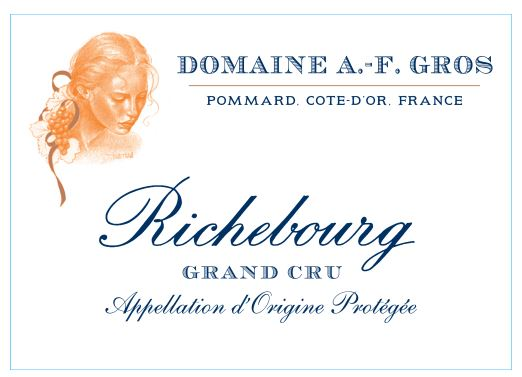 DOMAINE A.-F. GROS
POMMARD, COTE-D'OR, FRANCE
Richebourg
GRAND CRU
Appellation d'Origine Protégée